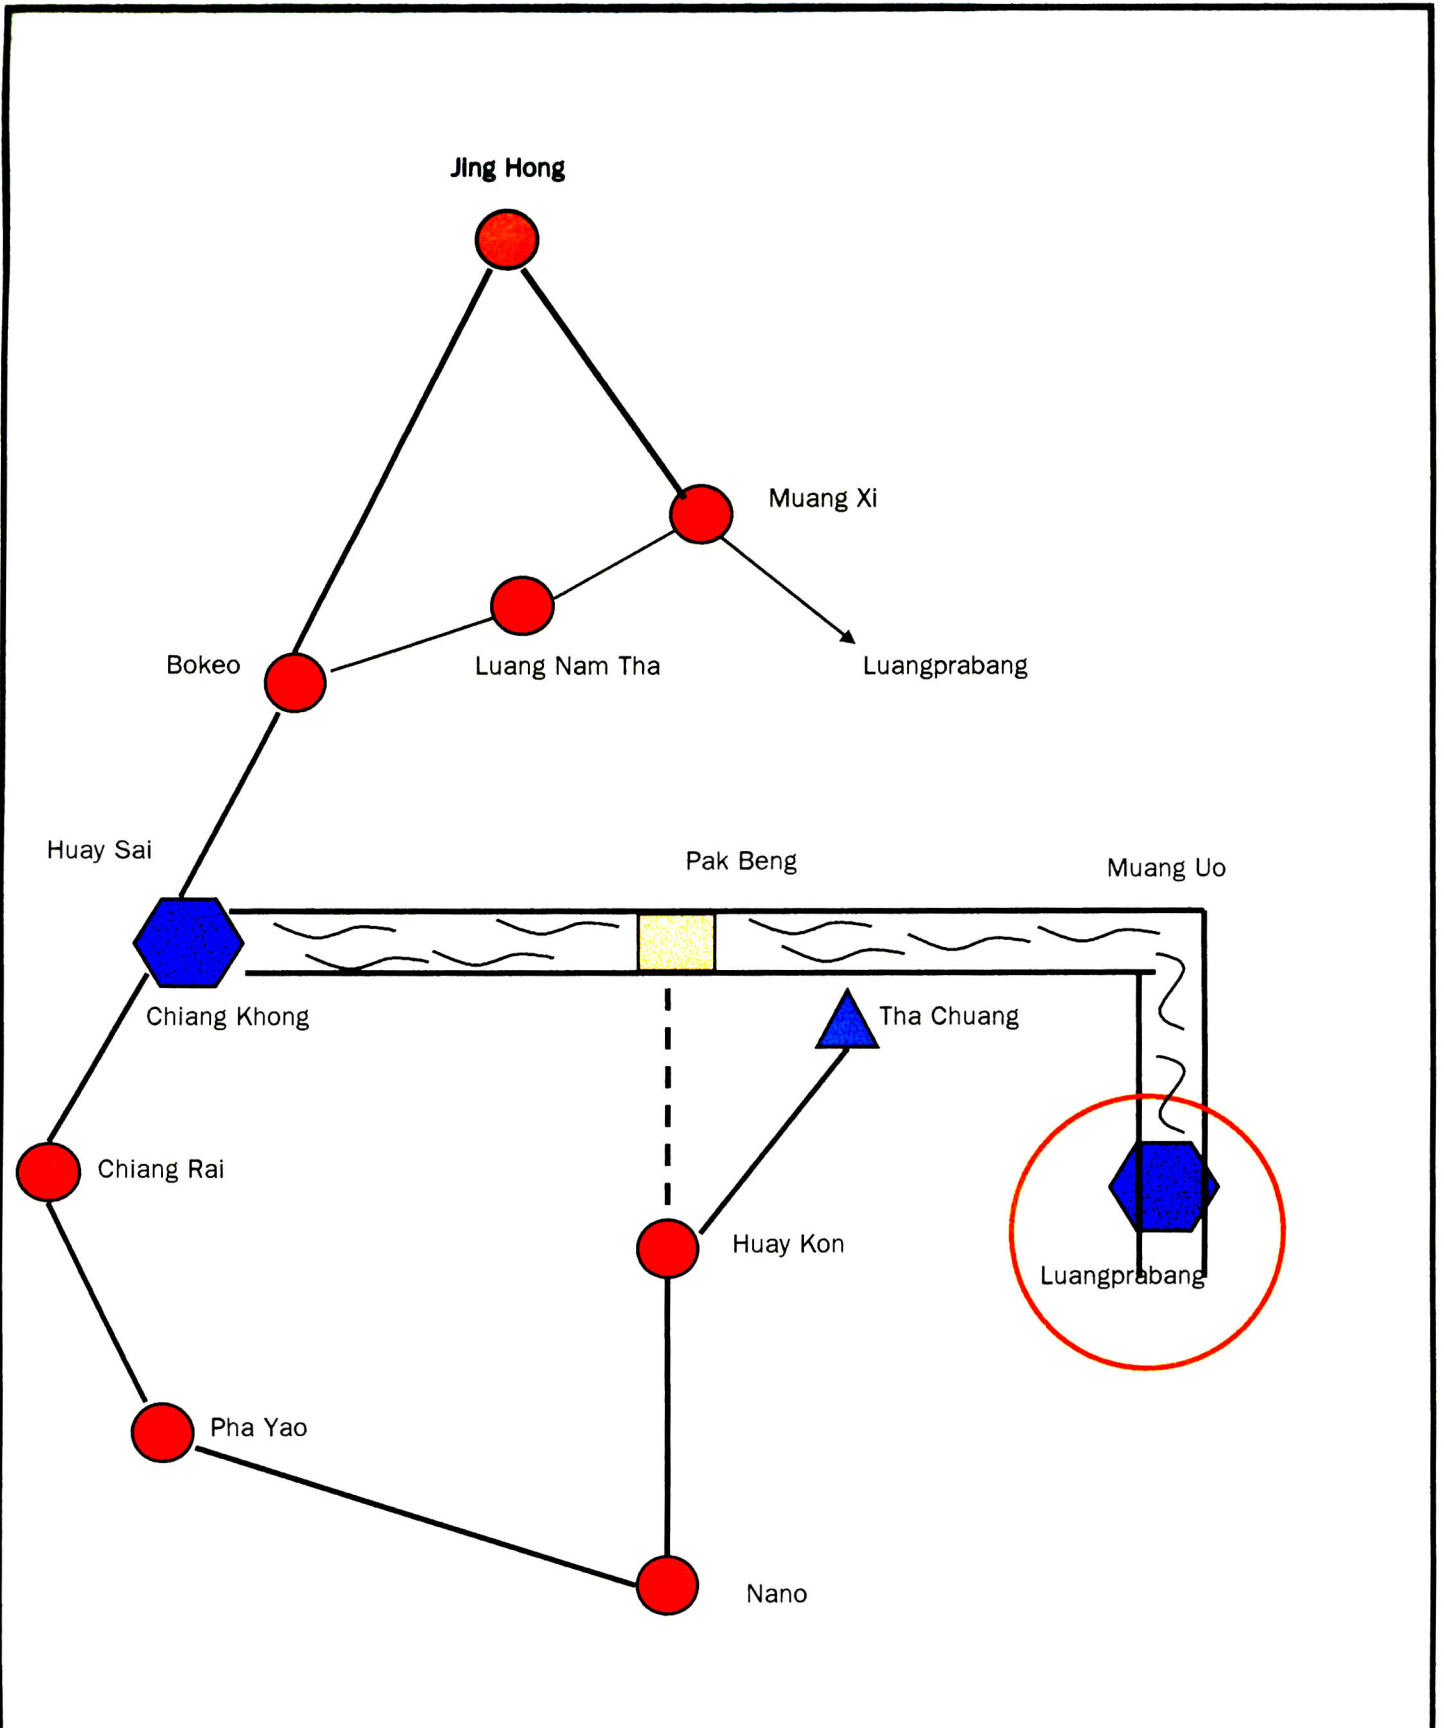 Jing Hong
Muang Xi
Bokeo
Luang Nam Tha
Luangprabang
Huay Sai
Pak Beng
Muang Uo
Chiang Khong
Tha Chuang
Chiang Rai
Huay Kon
Luangprabang
Pha Yao
Nano